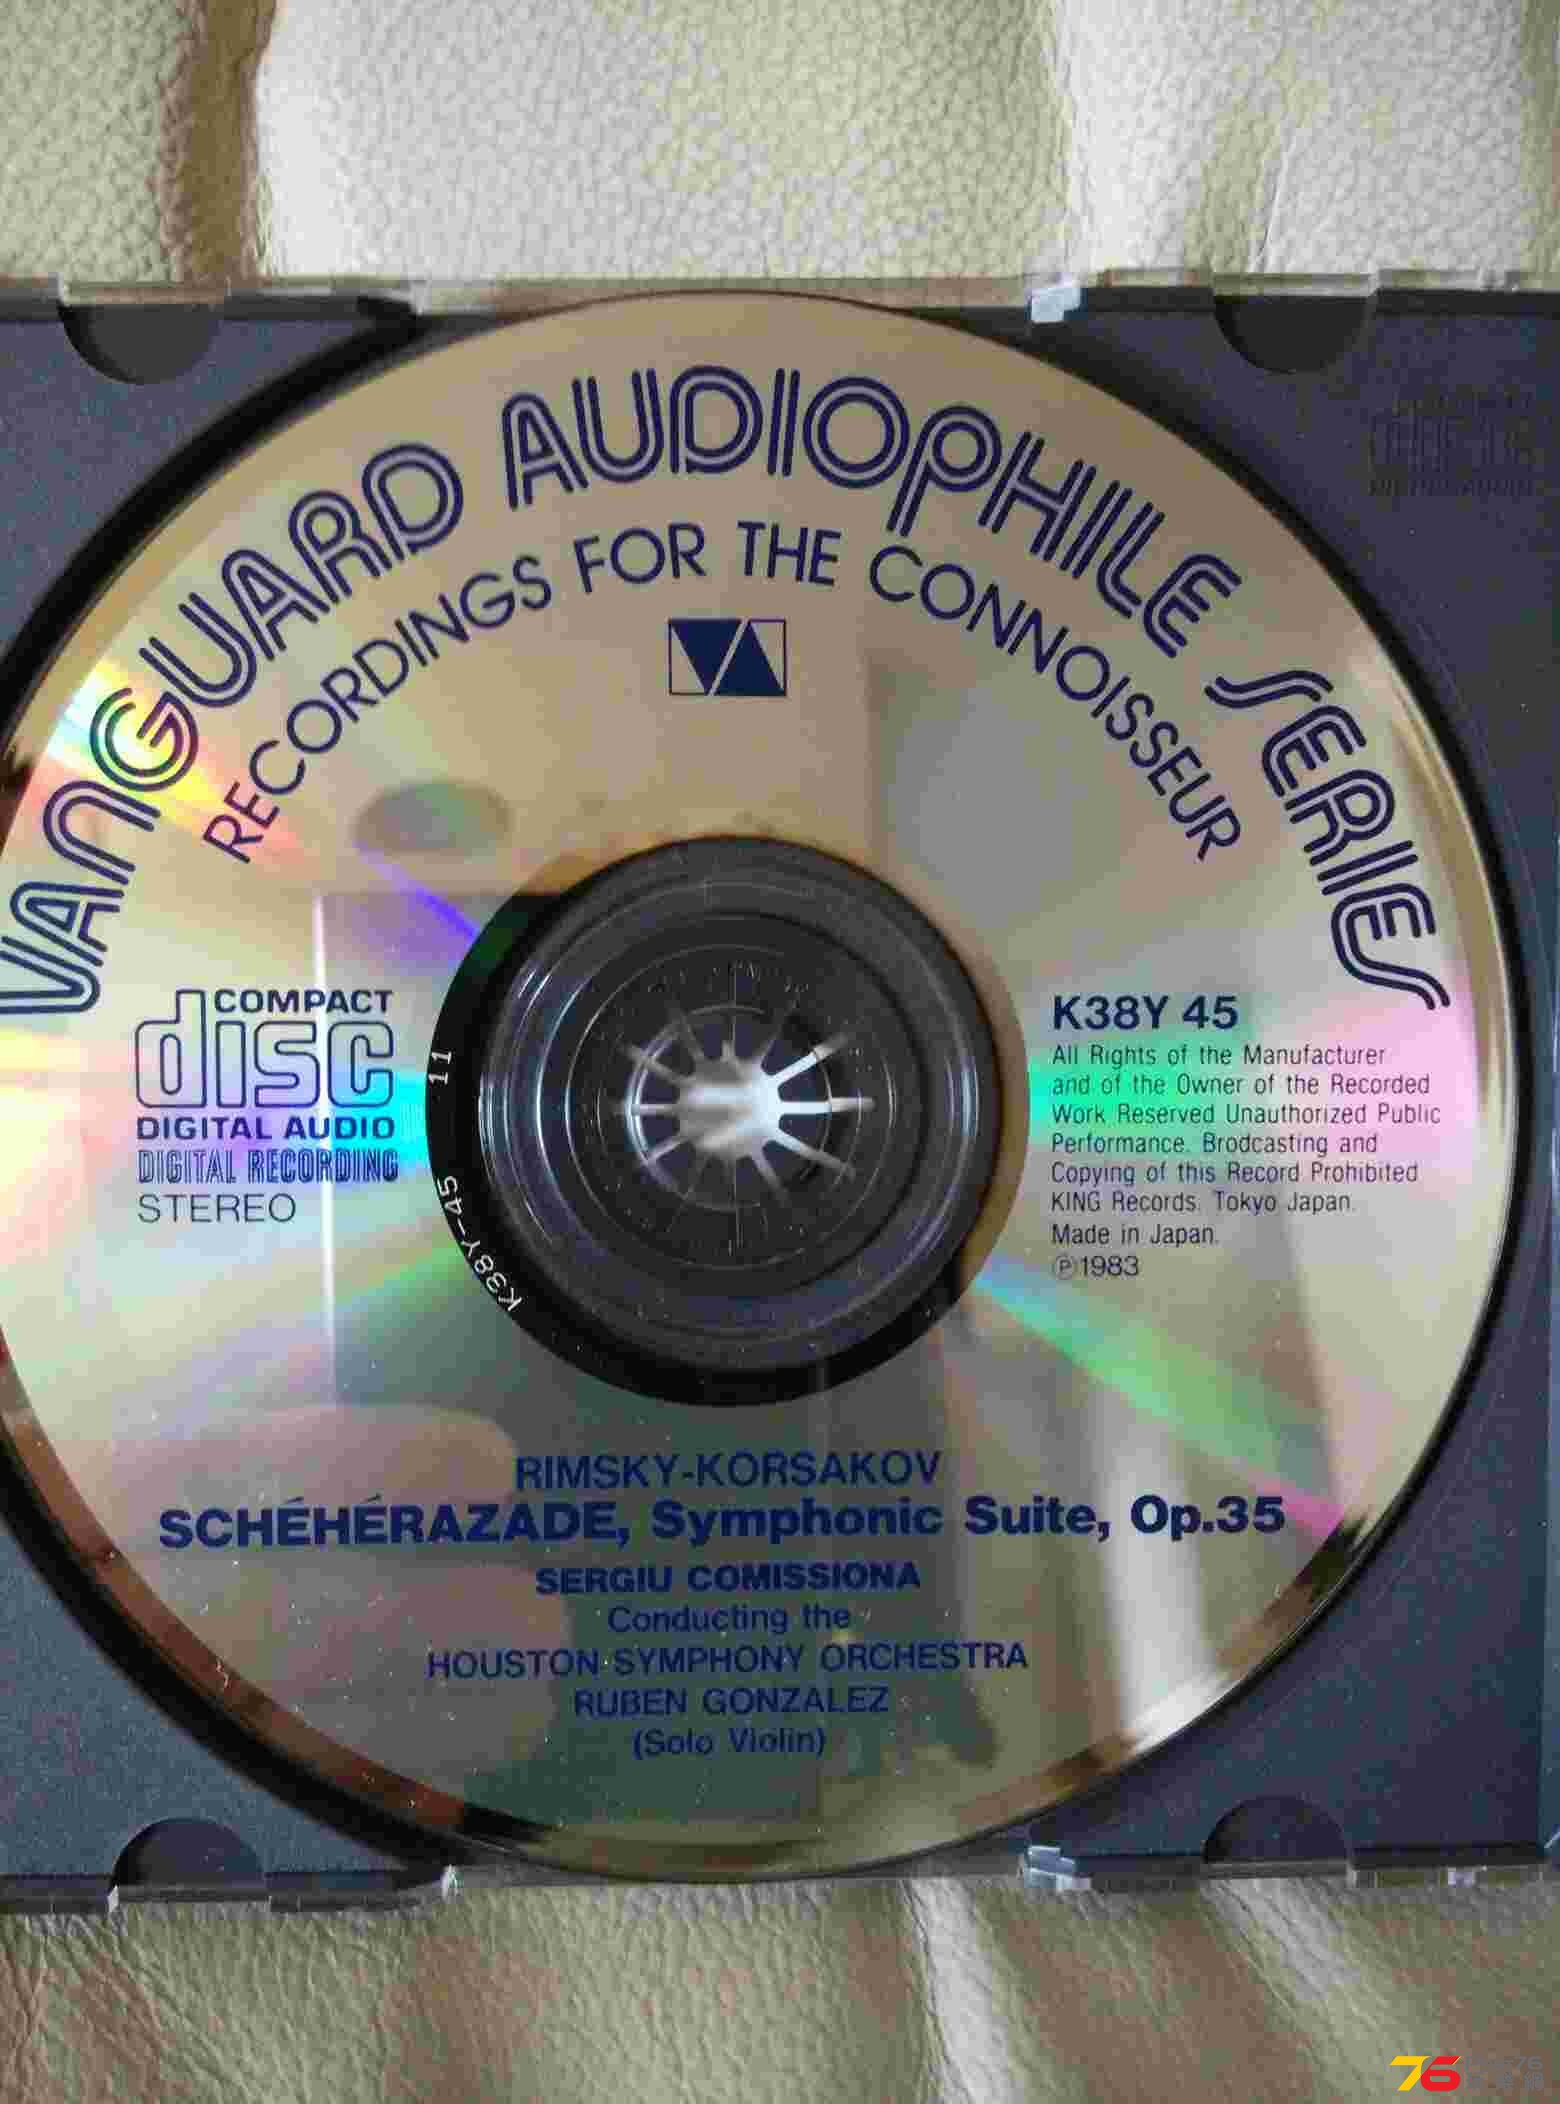 VANGUARD AUDIOPHILE SERIES
RECORDINGS FOR THE CONNOISSEUR
COMPACT
disc
DIGITAL AUDIO
DIGITAL RECORDING
STEREO
11
K38Y-45
K38Y 45
All Rights of the Manufacturer
and of the Owner of the Recorded
Work Reserved Unauthorized Public
Performance. Brodcasting and
Copying of this Record Prohibited
KING Records. Tokyo Japan.
Made in Japan.
Ⓟ1983
RIMSKY-KORSAKOV
SCHÉHÉRAZADE, Symphonic Suite, Op.35
SERGIU COMISSIONA
Conducting the
HOUSTON SYMPHONY ORCHESTRA
RUBEN GONZALEZ
(Solo Violin)
76